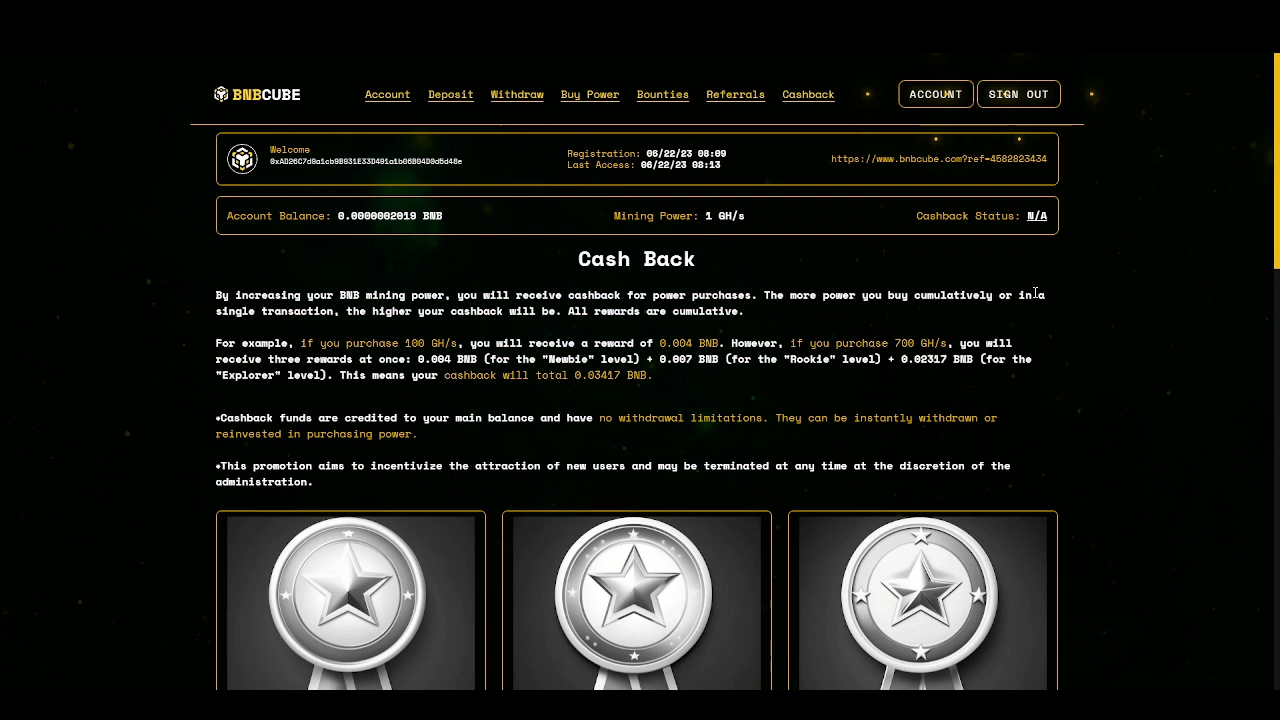 BNBCUBE Account Deposit Withdraw Buy Power Bounties Referrals Cashback ACCOUNT SIGN OUT
Welcome
0xAD26C7d9a1cb9B931E33D491a1b06B04D0d5d48e
Registration: 06/22/23 08:09
Last Access: 06/22/23 08:13
https://www.bnbcube.com?ref=4582823434
Account Balance: 0.0000002019 BNB Mining Power: 1 GH/s Cashback Status: N/A
Cash Back
By increasing your BNB mining power, you will receive cashback for power purchases. The more power you buy cumulatively or in a
single transaction, the higher your cashback will be. All rewards are cumulative.
For example, if you purchase 100 GH/s, you will receive a reward of 0.004 BNB. However, if you purchase 700 GH/s, you will
receive three rewards at once: 0.004 BNB (for the "Newbie" level) + 0.007 BNB (for the "Rookie" level) + 0.02317 BNB (for the
"Explorer" level). This means your cashback will total 0.03417 BNB.
•Cashback funds are credited to your main balance and have no withdrawal limitations. They can be instantly withdrawn or
reinvested in purchasing power.
•This promotion aims to incentivize the attraction of new users and may be terminated at any time at the discretion of the
administration.